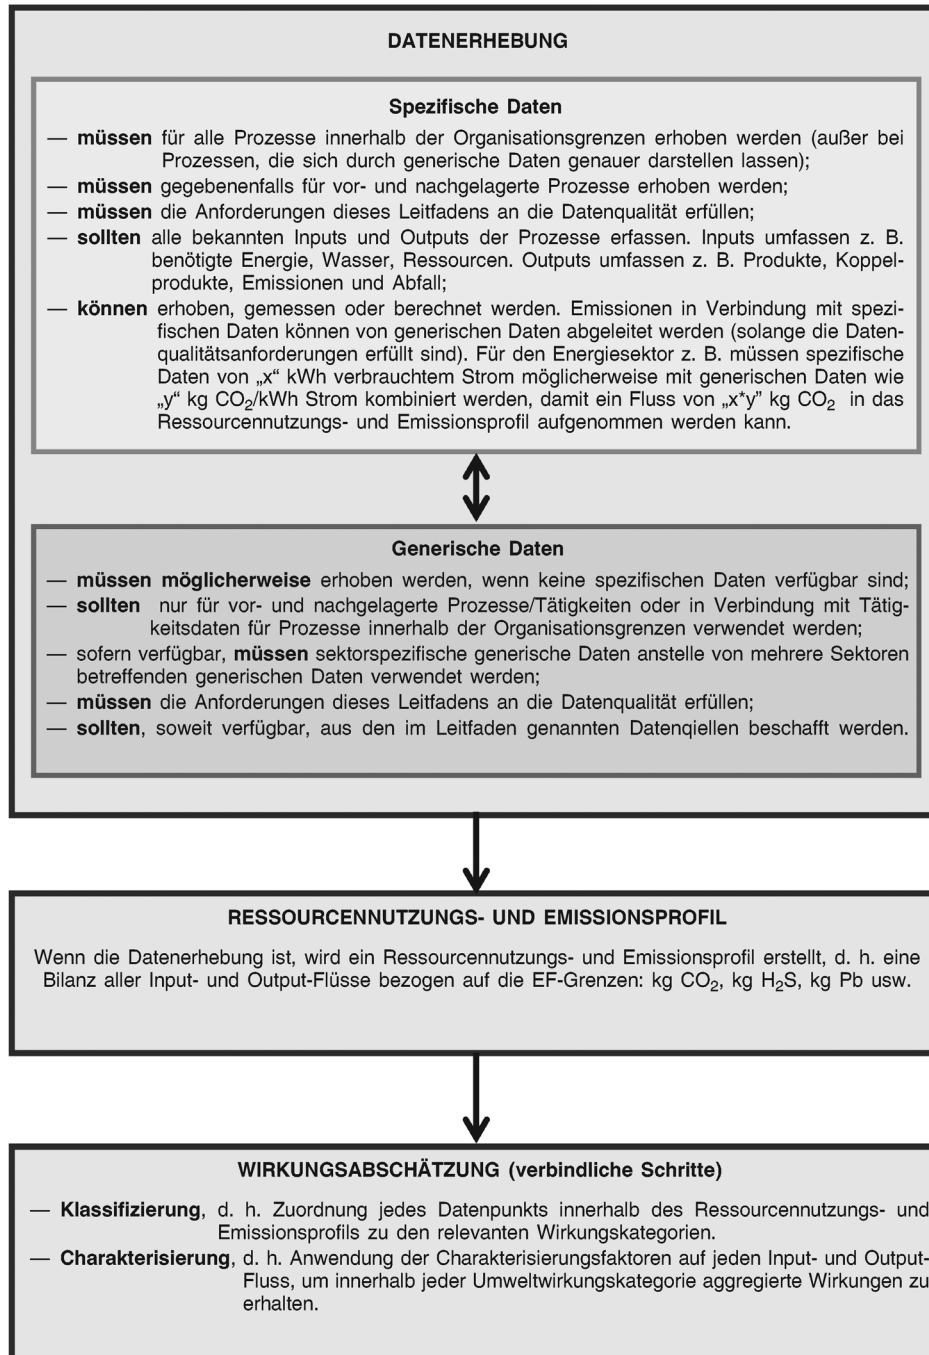 DATENERHEBUNG
Spezifische Daten
— müssen für alle Prozesse innerhalb der Organisationsgrenzen erhoben werden (außer bei
Prozessen, die sich durch generische Daten genauer darstellen lassen);
— müssen gegebenenfalls für vor- und nachgelagerte Prozesse erhoben werden;
— müssen die Anforderungen dieses Leitfadens an die Datenqualität erfüllen;
— sollten alle bekannten Inputs und Outputs der Prozesse erfassen. Inputs umfassen z. B.
benötigte Energie, Wasser, Ressourcen. Outputs umfassen z. B. Produkte, Koppel-
produkte, Emissionen und Abfall;
— können erhoben, gemessen oder berechnet werden. Emissionen in Verbindung mit spezi-
fischen Daten können von generischen Daten abgeleitet werden (solange die Daten-
qualitätsanforderungen erfüllt sind). Für den Energiesektor z. B. müssen spezifische
Daten von „x“ kWh verbrauchtem Strom möglicherweise mit generischen Daten wie
„y“ kg CO₂/kWh Strom kombiniert werden, damit ein Fluss von „x*y” kg CO₂ in das
Ressourcennutzungs- und Emissionsprofil aufgenommen werden kann.
Generische Daten
— müssen möglicherweise erhoben werden, wenn keine spezifischen Daten verfügbar sind;
— sollten nur für vor- und nachgelagerte Prozesse/Tätigkeiten oder in Verbindung mit Tätig-
keitsdaten für Prozesse innerhalb der Organisationsgrenzen verwendet werden;
— sofern verfügbar, müssen sektorspezifische generische Daten anstelle von mehrere Sektoren
betreffenden generischen Daten verwendet werden;
— müssen die Anforderungen dieses Leitfadens an die Datenqualität erfüllen;
— sollten, soweit verfügbar, aus den im Leitfaden genannten Datenqiellen beschafft werden.
RESSOURCENNUTZUNGS- UND EMISSIONSPROFIL
Wenn die Datenerhebung ist, wird ein Ressourcennutzungs- und Emissionsprofil erstellt, d. h. eine
Bilanz aller Input- und Output-Flüsse bezogen auf die EF-Grenzen: kg CO₂, kg H₂S, kg Pb usw.
WIRKUNGSABSCHÄTZUNG (verbindliche Schritte)
— Klassifizierung, d. h. Zuordnung jedes Datenpunkts innerhalb des Ressourcennutzungs- und
Emissionsprofils zu den relevanten Wirkungskategorien.
— Charakterisierung, d. h. Anwendung der Charakterisierungsfaktoren auf jeden Input- und Output-
Fluss, um innerhalb jeder Umweltwirkungskategorie aggregierte Wirkungen zu
erhalten.